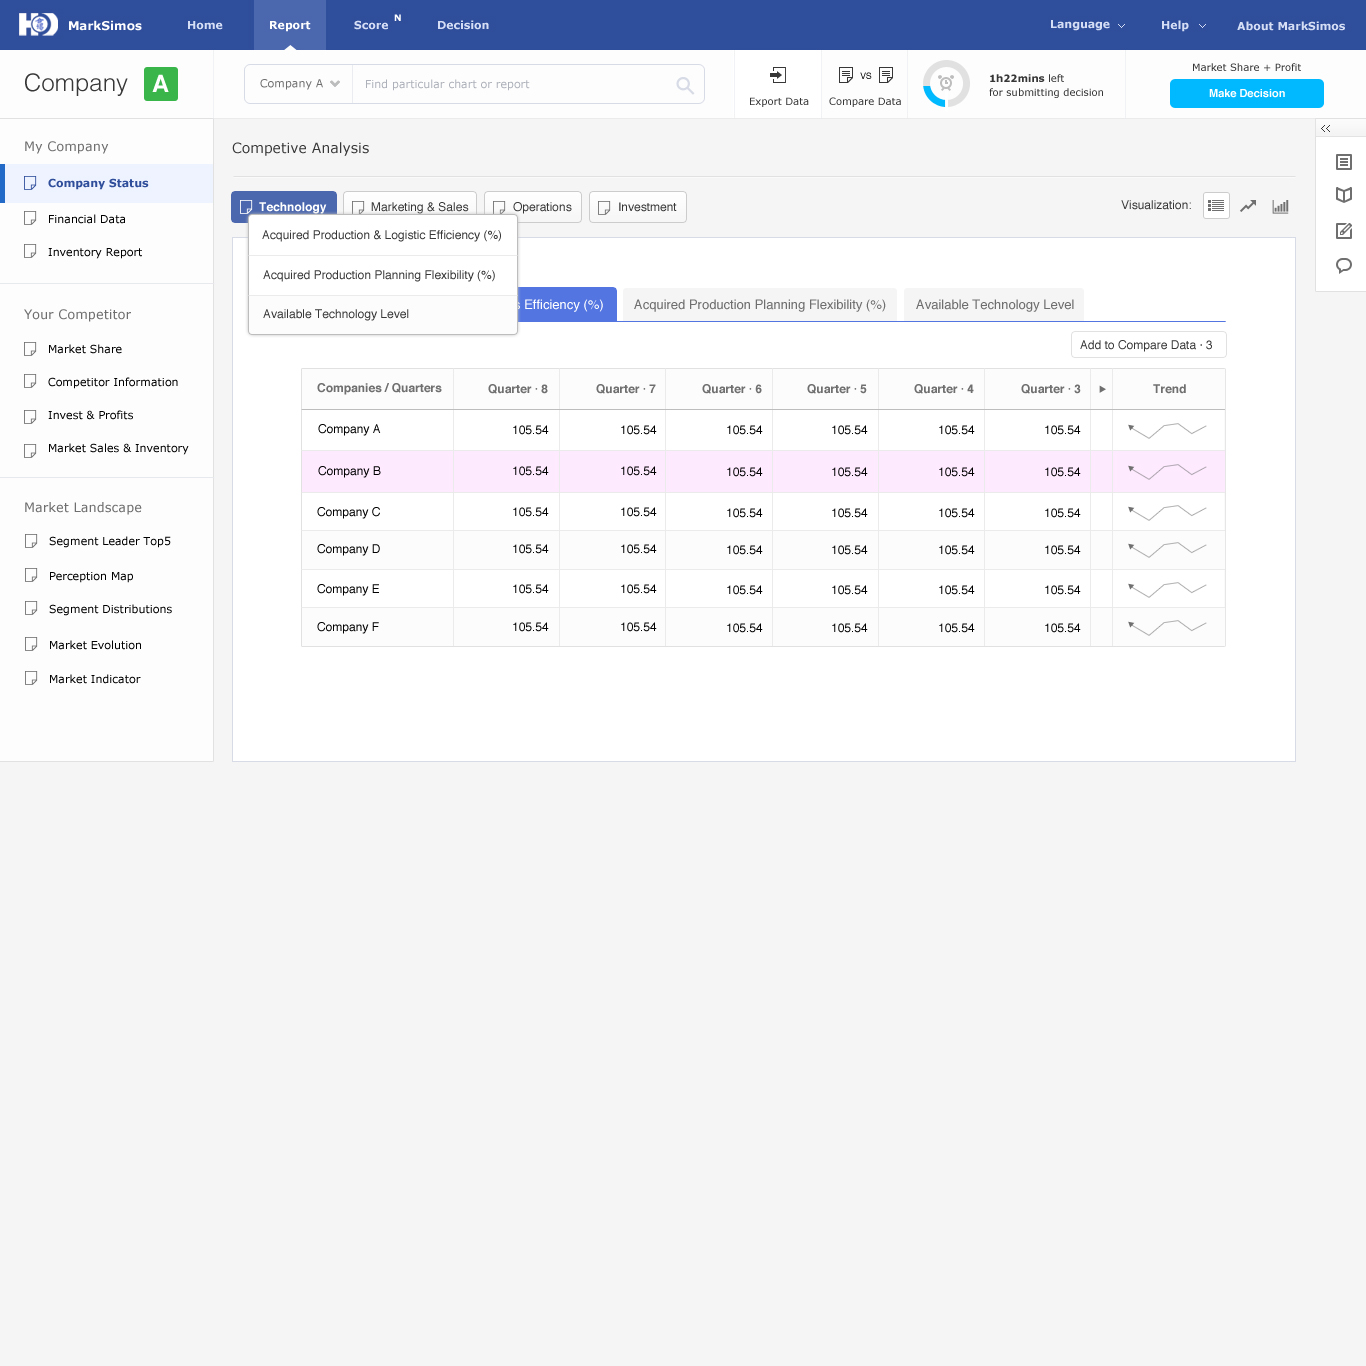 MarkSimos
Home
Report
Score N
Decision
Language
Help
About MarkSimos
Company A
Company A
Find particular chart or report
Export Data
vs
Compare Data
1h22mins left
for submitting decision
Market Share + Profit
Make Decision
My Company
Company Status
Financial Data
Inventory Report
Your Competitor
Market Share
Competitor Information
Invest & Profits
Market Sales & Inventory
Market Landscape
Segment Leader Top5
Perception Map
Segment Distributions
Market Evolution
Market Indicator
Competive Analysis
Technology
Marketing & Sales
Operations
Investment
Visualization:
Acquired Production & Logistic Efficiency (%)
Acquired Production Planning Flexibility (%)
Available Technology Level
s Efficiency (%)
Acquired Production Planning Flexibility (%)
Available Technology Level
Add to Compare Data · 3
Companies / Quarters Quarter · 8 Quarter · 7 Quarter · 6 Quarter · 5 Quarter · 4 Quarter · 3 Trend
Company A 105.54 105.54 105.54 105.54 105.54 105.54
Company B 105.54 105.54 105.54 105.54 105.54 105.54
Company C 105.54 105.54 105.54 105.54 105.54 105.54
Company D 105.54 105.54 105.54 105.54 105.54 105.54
Company E 105.54 105.54 105.54 105.54 105.54 105.54
Company F 105.54 105.54 105.54 105.54 105.54 105.54